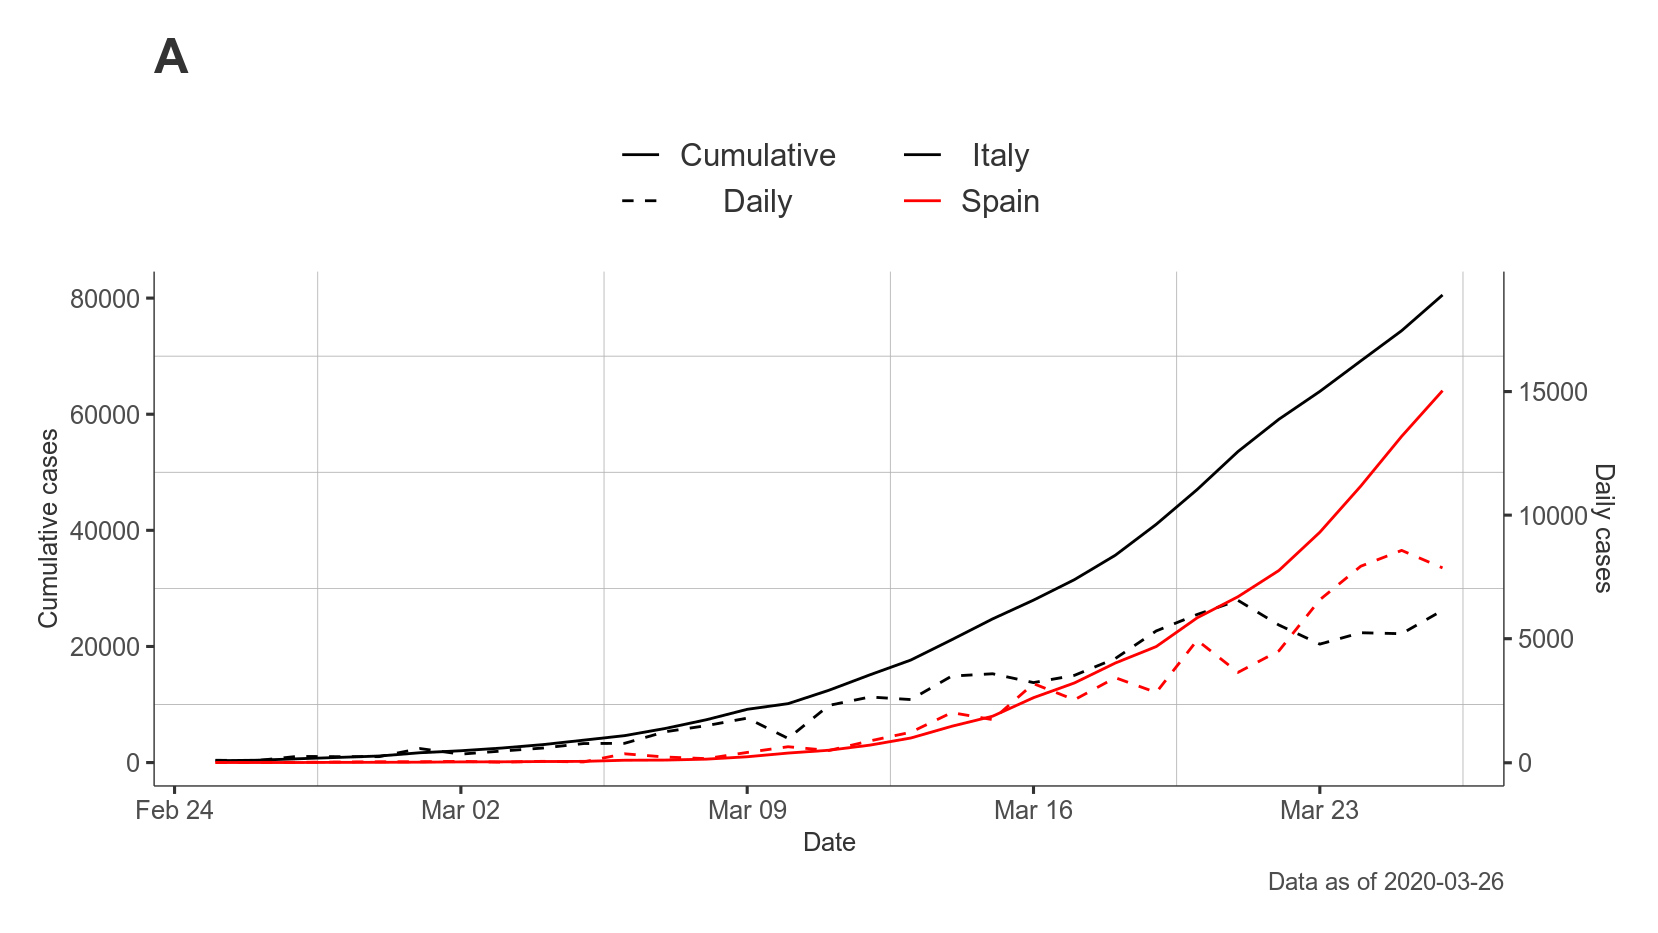 A
Cumulative
Italy
Daily
Spain
80000
60000
40000
20000
0
Cumulative cases
15000
10000
5000
0
Daily cases
Feb 24
Mar 02
Mar 09
Mar 16
Mar 23
Date
Data as of 2020-03-26